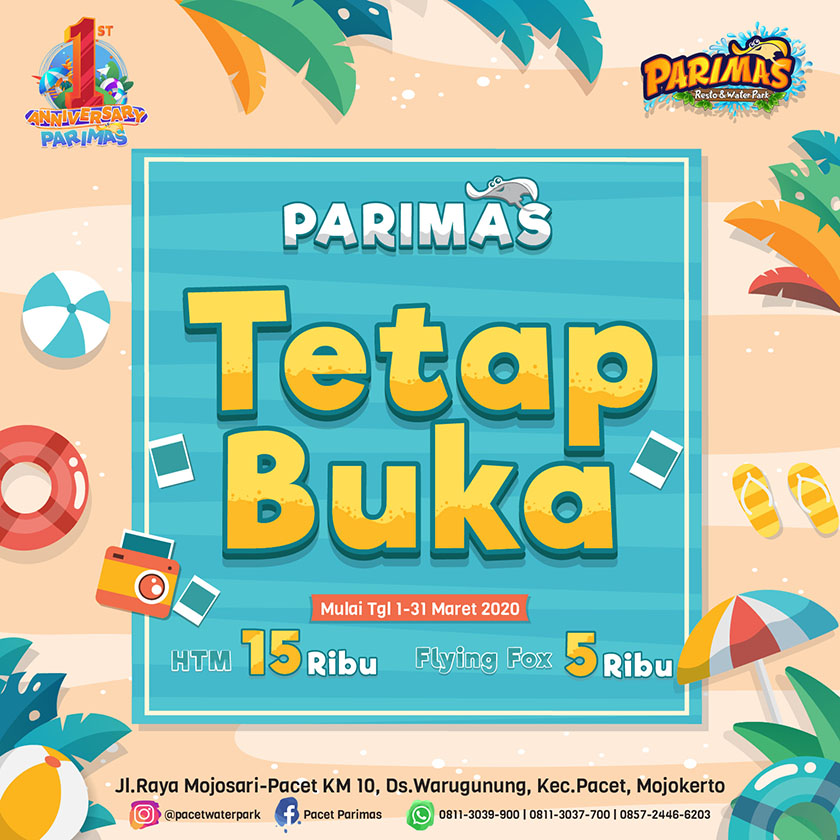 1ST
ANNIVERSARY
PARIMAS
PARIMAS
Resto & Water Park
PARIMAS
Tetap
Buka
Mulai Tgl 1-31 Maret 2020
HTM 15 Ribu Flying Fox 5 Ribu
Jl.Raya Mojosari-Pacet KM 10, Ds.Warugunung, Kec.Pacet, Mojokerto
@pacetwaterpark Pacet Parimas 0811-3039-900 | 0811-3037-700 | 0857-2446-6203